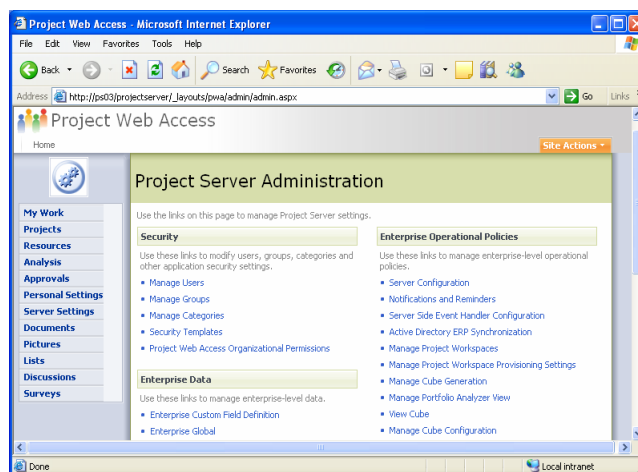 Project Web Access - Microsoft Internet Explorer
File Edit View Favorites Tools Help
Back Search Favorites
Address http://ps03/projectserver/_layouts/pwa/admin/admin.aspx Go Links
Project Web Access
Home Site Actions
Project Server Administration
My Work
Projects
Resources
Analysis
Approvals
Personal Settings
Server Settings
Documents
Pictures
Lists
Discussions
Surveys
Use the links on this page to manage Project Server settings.
Security
Use these links to modify users, groups, categories and
other application security settings.
Manage Users
Manage Groups
Manage Categories
Security Templates
Project Web Access Organizational Permissions
Enterprise Data
Use these links to manage enterprise-level data.
Enterprise Custom Field Definition
Enterprise Global
Enterprise Operational Policies
Use these links to manage enterprise-level operational
policies.
Server Configuration
Notifications and Reminders
Server Side Event Handler Configuration
Active Directory ERP Synchronization
Manage Project Workspaces
Manage Project Workspace Provisioning Settings
Manage Cube Generation
Manage Portfolio Analyzer View
View Cube
Manage Cube Configuration
Done Local intranet